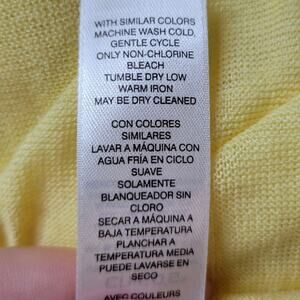 WITH SIMILAR COLORS
MACHINE WASH COLD,
GENTLE CYCLE
ONLY NON-CHLORINE
BLEACH
TUMBLE DRY LOW
WARM IRON
MAY BE DRY CLEANED
CON COLORES
SIMILARES
LAVAR A MÁQUINA CON
AGUA FRÍA EN CICLO
SUAVE
SOLAMENTE
BLANQUEADOR SIN
CLORO
SECAR A MÁQUINA A
BAJA TEMPERATURA
PLANCHAR A
TEMPERATURA MEDIA
PUEDE LAVARSE EN
SECO
AVEC COULEURS